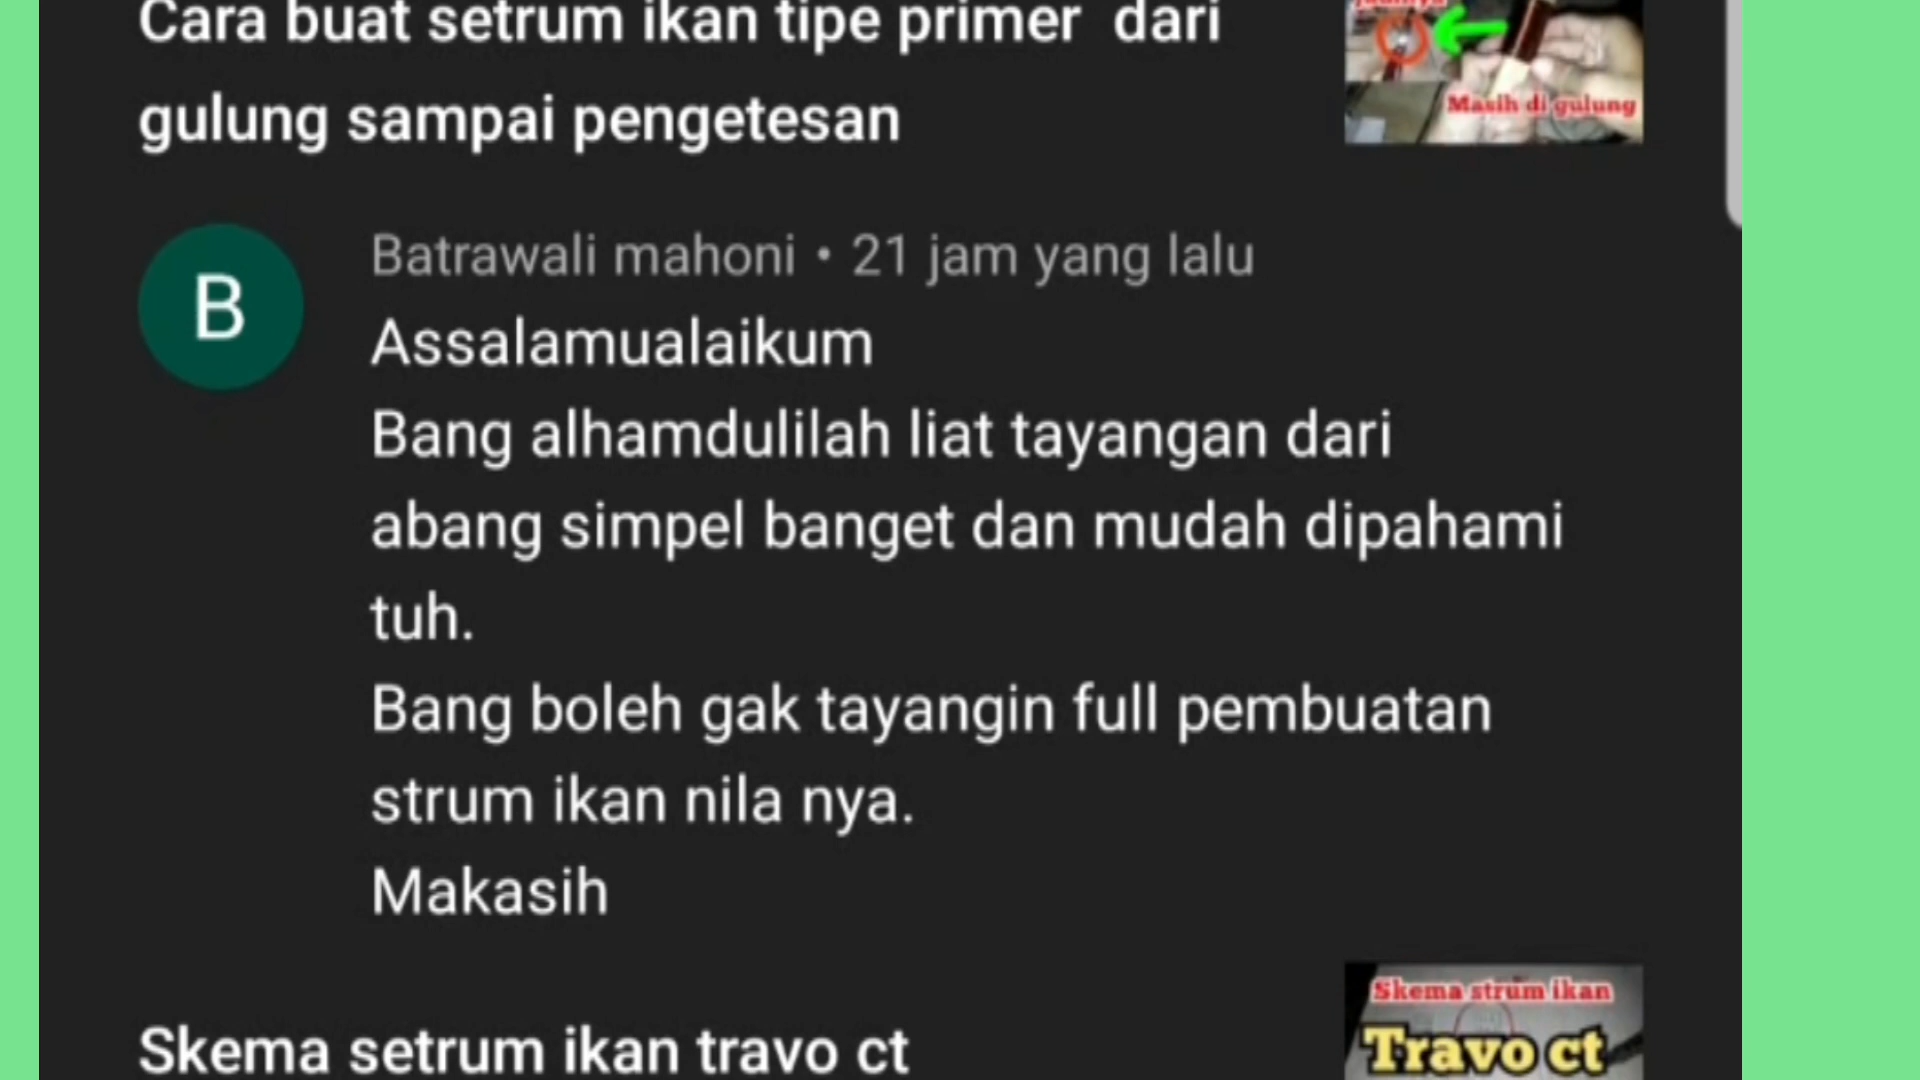 Cara buat setrum ikan tipe primer dari
gulung sampai pengetesan
Masih di gulung
B
Batrawali mahoni • 21 jam yang lalu
Assalamualaikum
Bang alhamdulilah liat tayangan dari
abang simpel banget dan mudah dipahami
tuh.
Bang boleh gak tayangin full pembuatan
strum ikan nila nya.
Makasih
Skema setrum ikan travo ct
Skema strum ikan
Travo ct